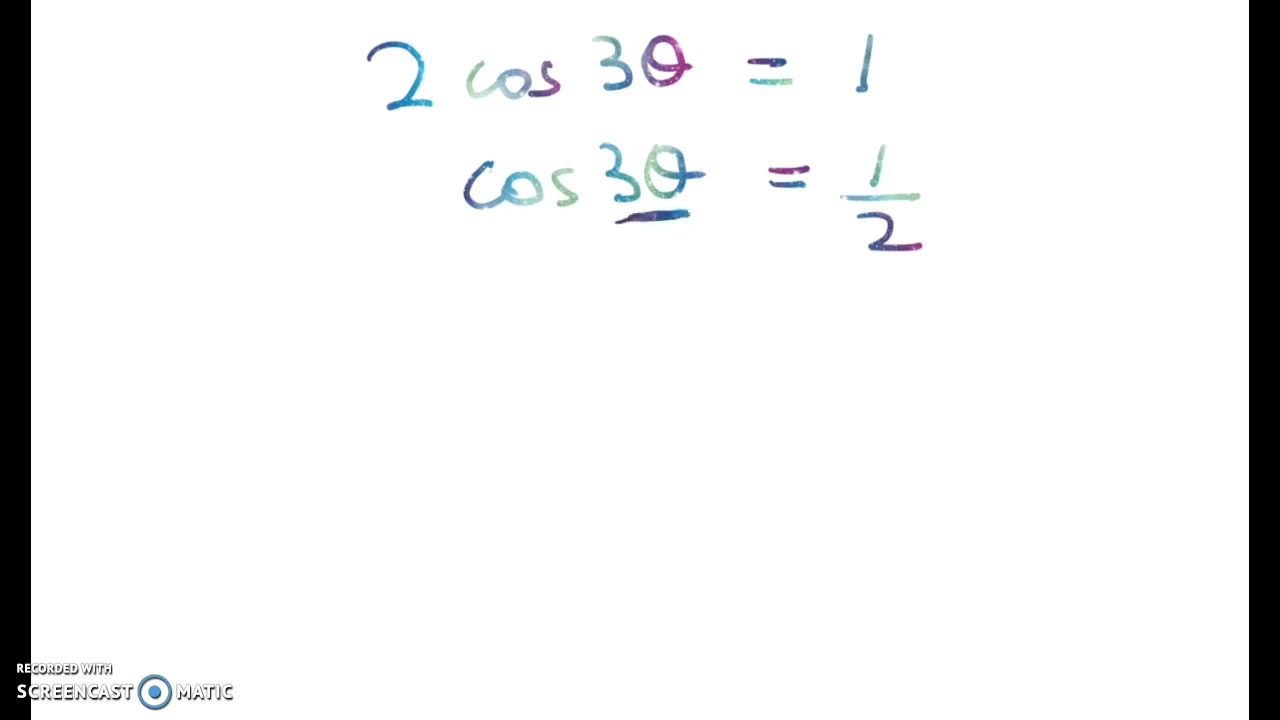 2 cos 3θ = 1
cos 3θ = 1/2
RECORDED WITH
SCREENCAST MATIC